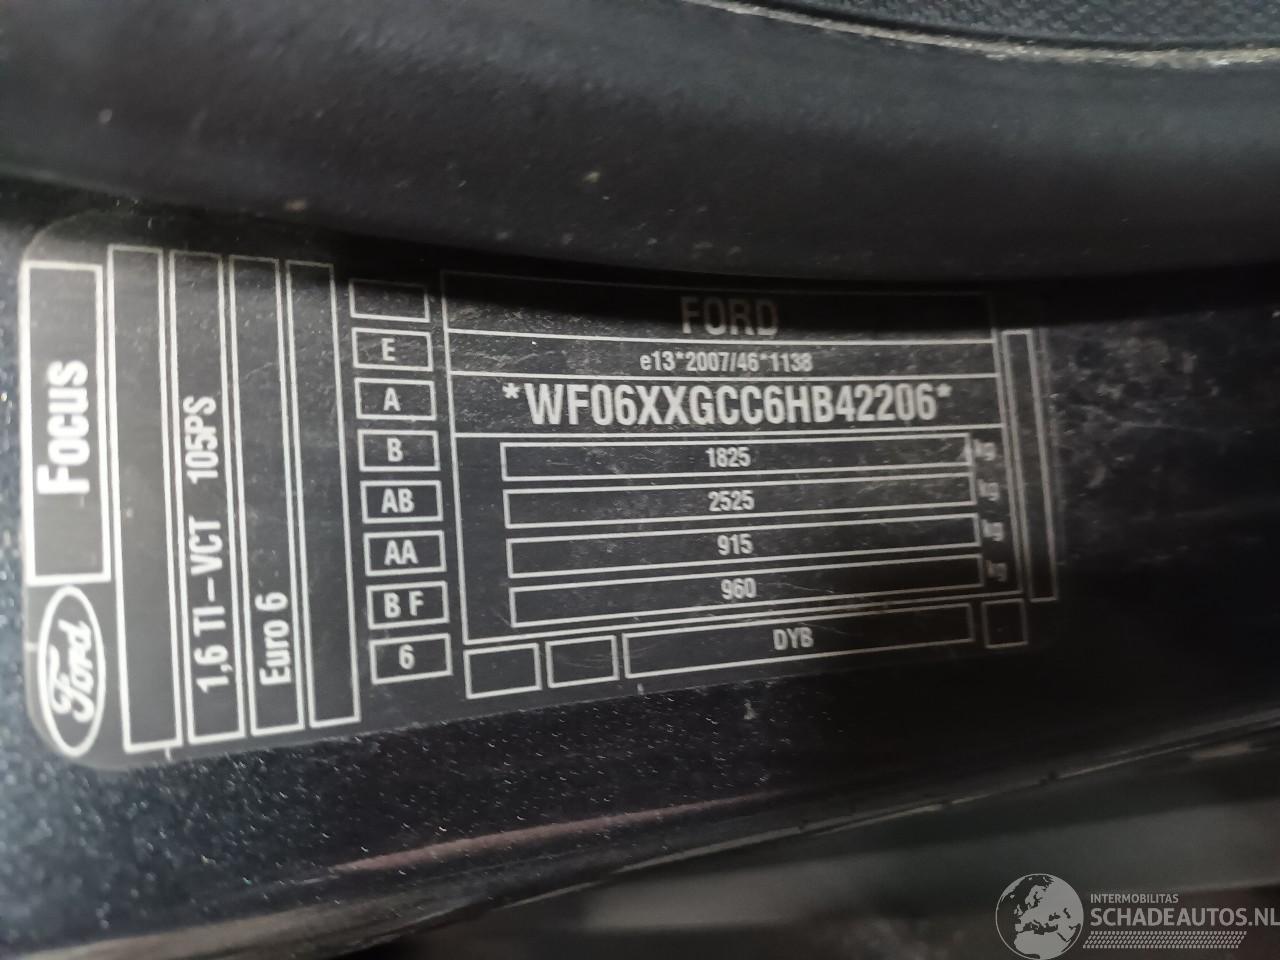 Ford
FOCUS
1,6 TI-VCT 105PS
Euro 6
E
A
B
AB
AA
B F
6
FORD
e13*2007/46*1138
*WF06XXGCC6HB42206*
1825 kg
2525 kg
915 kg
960 kg
DYB
INTERMOBILITAS
SCHADEAUTOS.NL